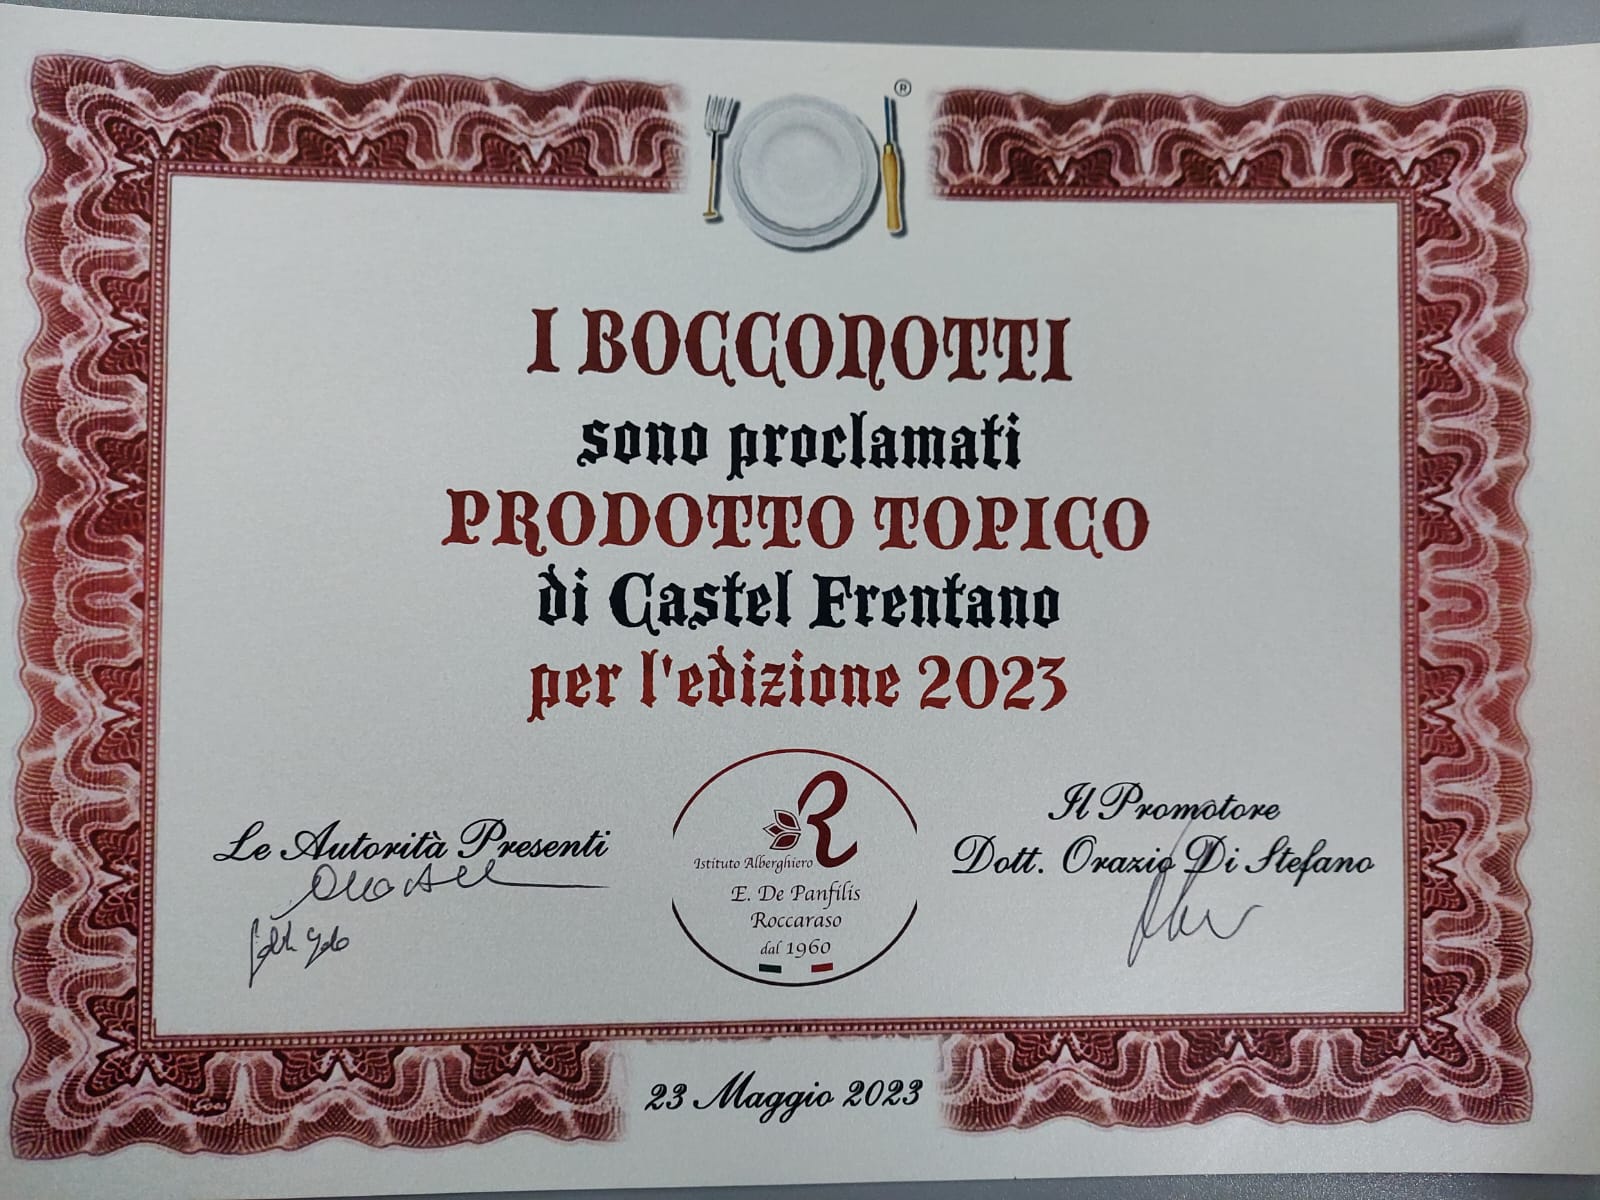 ®
I BOCCONOTTI
sono proclamati
PRODOTTO TOPICO
di Castel Frentano
per l'edizione 2023
Le Autorità Presenti
R
Istituto Alberghiero
E. De Panfilis
Roccaraso
dal 1960
Il Promotore
Dott. Orazio Di Stefano
23 Maggio 2023